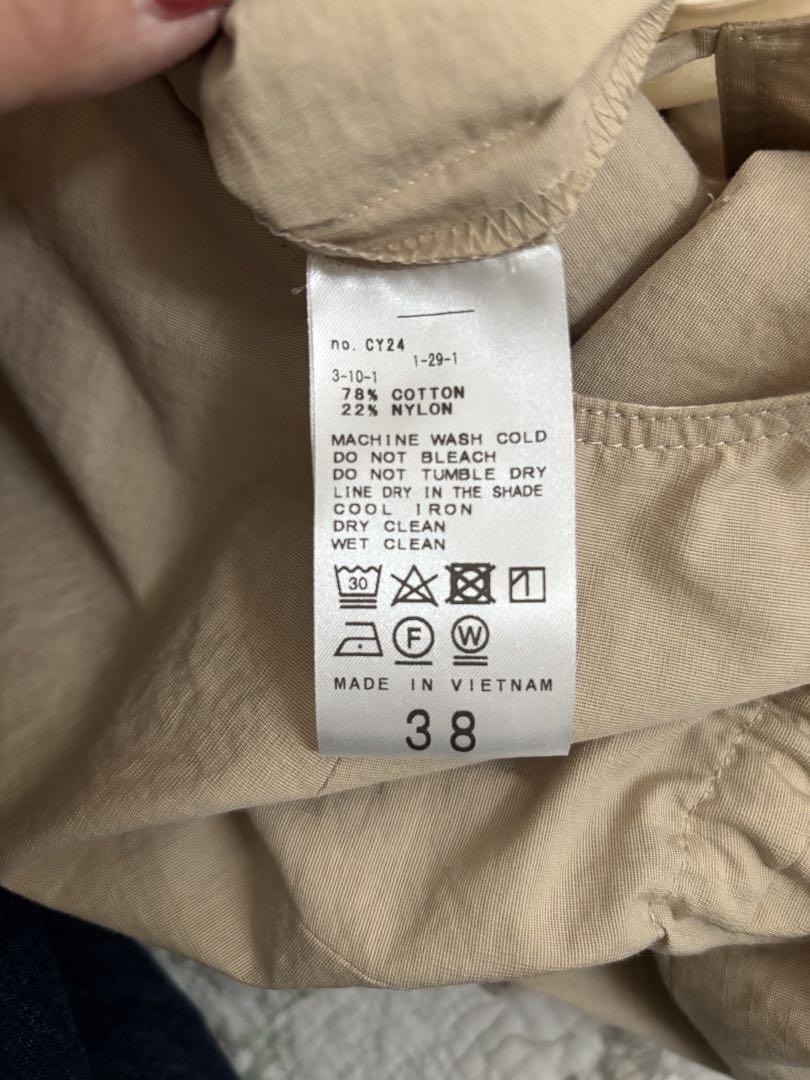 no. CY24
1-29-1
3-10-1
78% COTTON
22% NYLON
MACHINE WASH COLD
DO NOT BLEACH
DO NOT TUMBLE DRY
LINE DRY IN THE SHADE
COOL IRON
DRY CLEAN
WET CLEAN
30
F W
MADE IN VIETNAM
38